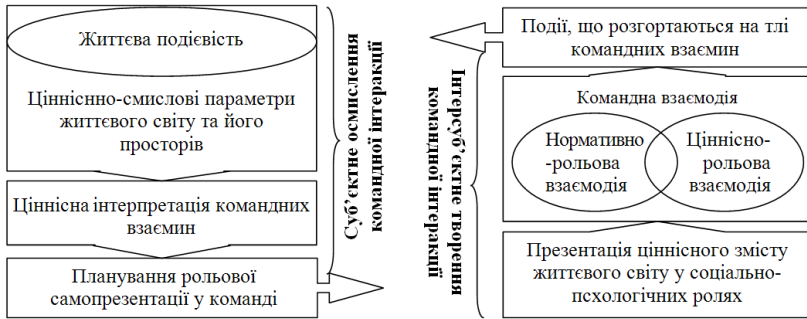 Життєва подієвість
Цінніснно-смислові параметри
життєвого світу та його
просторів
Ціннісна інтерпретація командних
взаємин
Планування рольової
самопрезентації у команді
Суб’єктне осмислення
командної інтеракції
Інтерсуб’єктне творення
командної інтеракції
Події, що розгортаються на тлі
командних взаємин
Командна взаємодія
Нормативно
-рольова
взаємодія
Ціннісно-
рольова
взаємодія
Презентація ціннісного змісту
життєвого світу у соціально-
псхологічних ролях